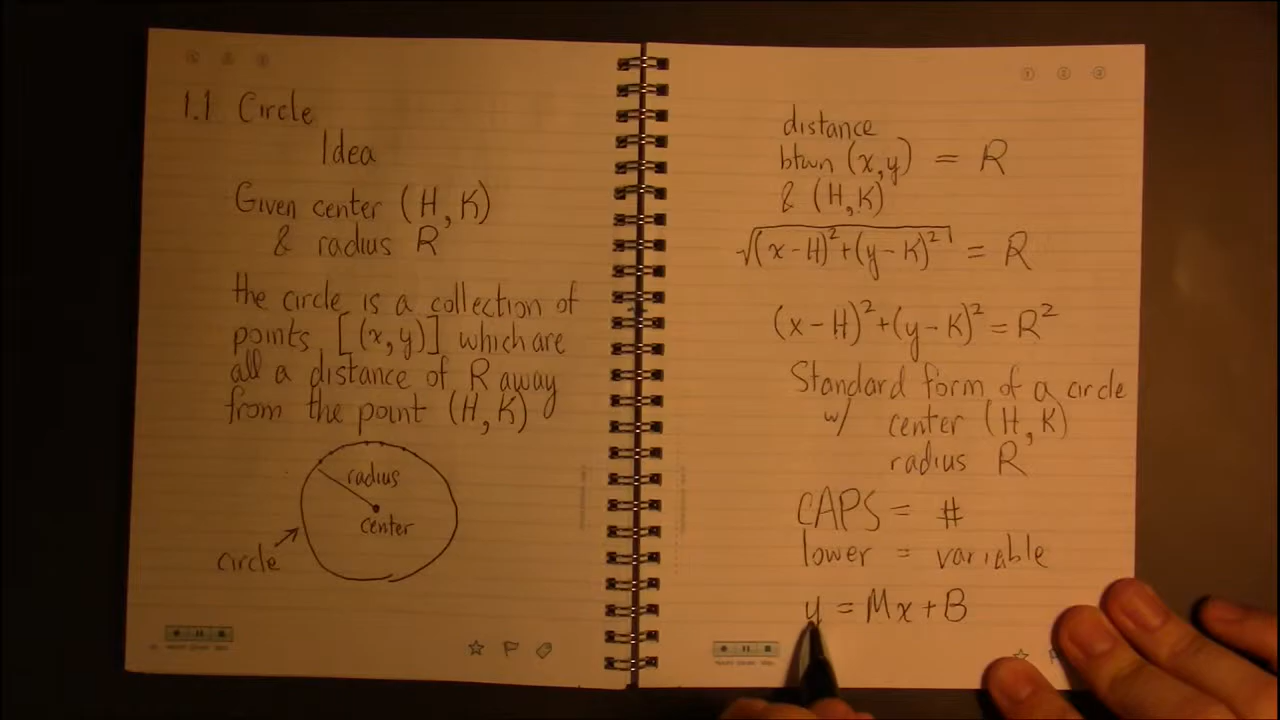 1.1 Circle
Idea
Given center (H, K)
& radius R
the circle is a collection of
points [(x, y)] which are
all a distance of R away
from the point (H, K)
radius
center
circle
distance
btwn (x,y) = R
& (H,K)
√(x-H)²+(y-K)² = R
(x-H)²+(y-K)²=R²
Standard form of a circle
w/ center (H, K)
radius R
CAPS = #
lower = variable
y = Mx+B